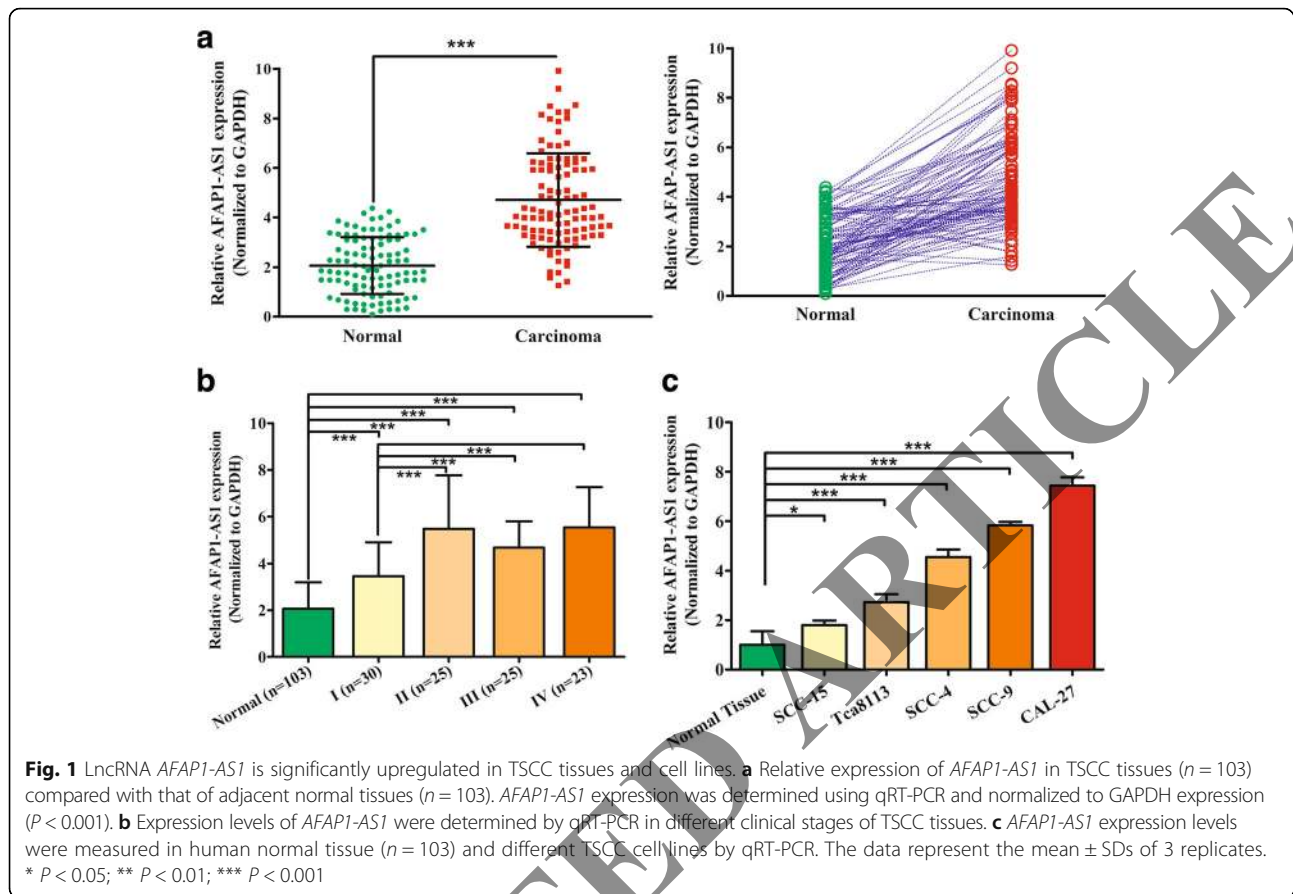 a
***
Relative AFAP1-AS1 expression
(Normalized to GAPDH)
10
8
6
4
2
0
Normal
Carcinoma
Relative AFAP-AS1 expression
(Normalized to GAPDH)
10
8
6
4
2
0
Normal
Carcinoma
b
Relative AFAP1-AS1 expression
(Normalized to GAPDH)
10
8
6
4
2
0
***
***
***
***
***
***
***
Normal (n=103)
I (n=30)
II (n=25)
III (n=25)
IV (n=23)
c
Relative AFAP1-AS1 expression
(Normalized to GAPDH)
10
8
6
4
2
0
***
***
***
***
*
Normal Tissue
SCC-15
Tca8113
SCC-4
SCC-9
CAL-27
Fig. 1 LncRNA AFAP1-AS1 is significantly upregulated in TSCC tissues and cell lines. a Relative expression of AFAP1-AS1 in TSCC tissues (n = 103)
compared with that of adjacent normal tissues (n = 103). AFAP1-AS1 expression was determined using qRT-PCR and normalized to GAPDH expression
(P < 0.001). b Expression levels of AFAP1-AS1 were determined by qRT-PCR in different clinical stages of TSCC tissues. c AFAP1-AS1 expression levels
were measured in human normal tissue (n = 103) and different TSCC cell lines by qRT-PCR. The data represent the mean ± SDs of 3 replicates.
* P < 0.05; ** P < 0.01; *** P < 0.001
TED ARTICLE